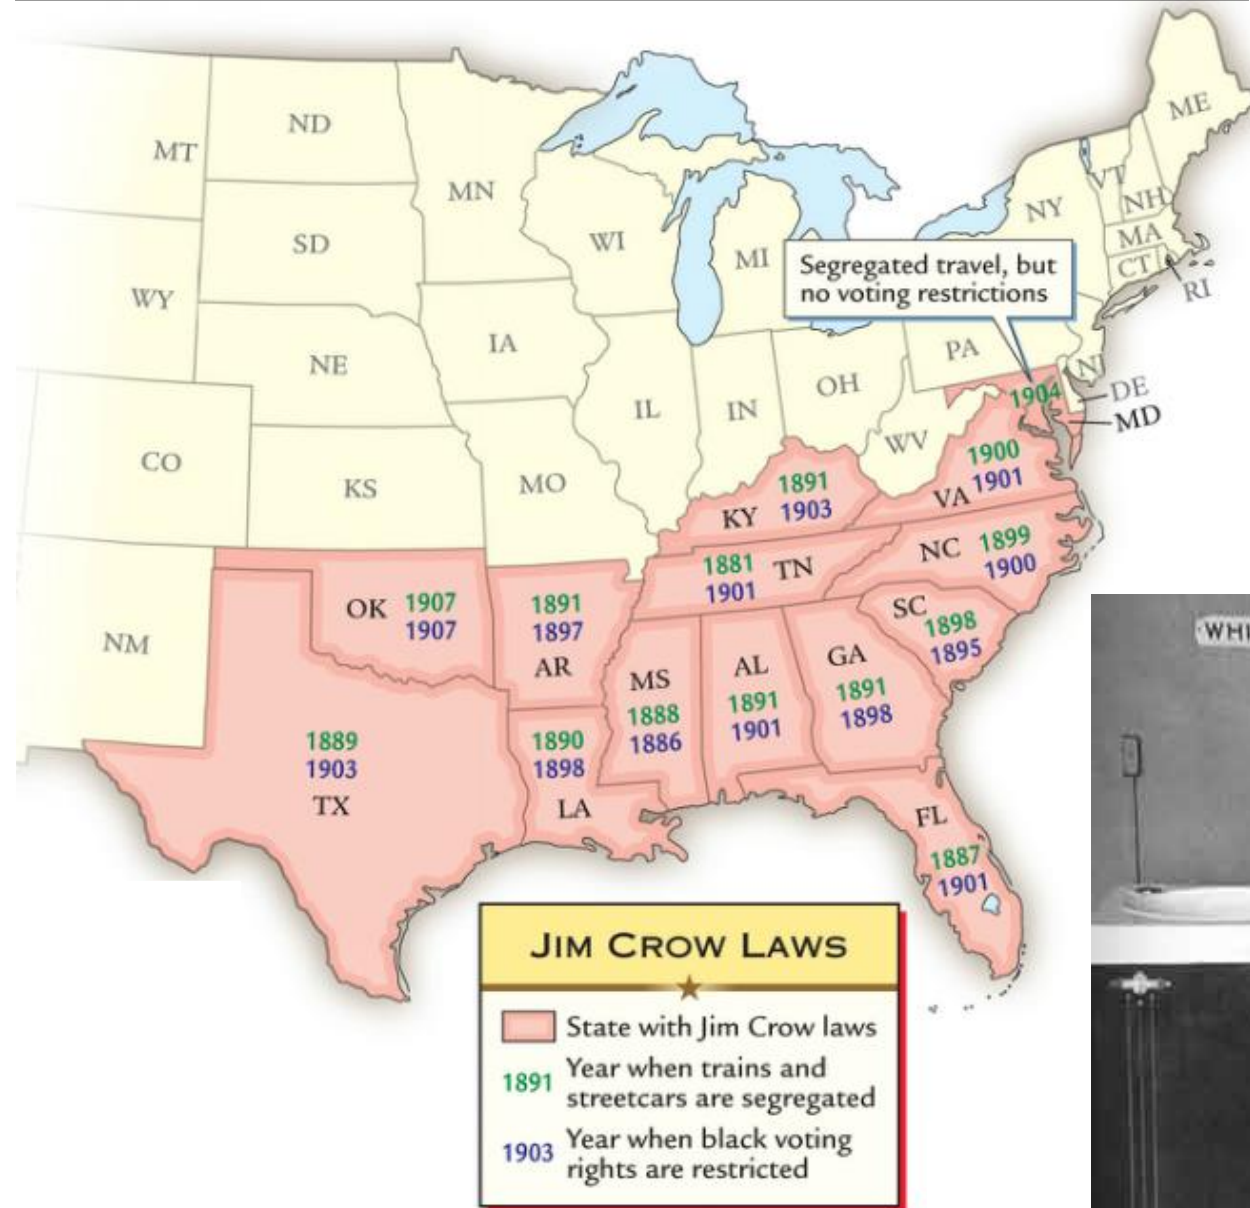 ME
ND
MT
MN
VT
NH
NY
SD
WI
MA
MI
Segregated travel, but
no voting restrictions
CT
RI
WY
IA
PA
NJ
NE
OH
DE
1904
IL
IN
MD
WV
CO
1900
VA 1901
KS
MO
1891
KY 1903
NC 1899
1900
1881 TN
1901
OK 1907
1907
1891
1897
AR
SC
1898
1895
NM
MS
1888
1886
AL
1891
1901
GA
1891
1898
1889
1903
TX
1890
1898
LA
FL
1887
1901
JIM CROW LAWS
State with Jim Crow laws
1891 Year when trains and
streetcars are segregated
1903 Year when black voting
rights are restricted
WHI